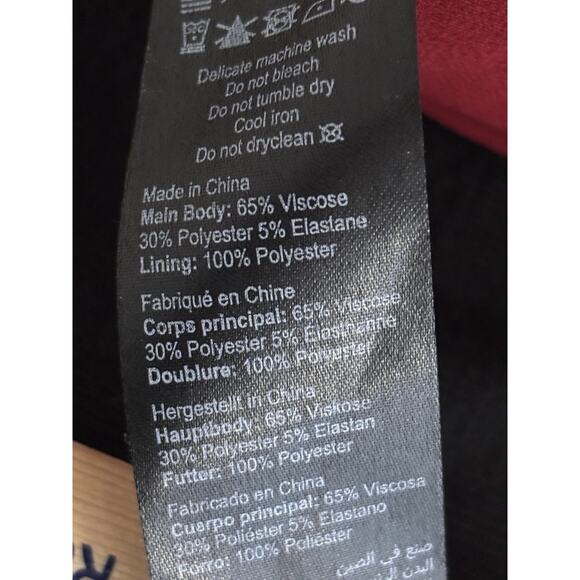 Delicate machine wash
Do not bleach
Do not tumble dry
Cool iron
Do not dryclean
Made in China
Main Body: 65% VIscose
30% Polyester 5% Elastane
Lining: 100% Polyester
Fabriqué en Chine
Corps principal: 65% Viscose
30% Polyester 5% Elasthanne
Doublure: 100% Polyester
Hergestellt in China
Hauptbody: 65% Viskose
30% Polyester 5% Elastan
Futter: 100% Polyester
Fabricado en China
Cuarpo principal: 65% Viscosa
30% Poliéster 5% Elastano
Forro: 100% Poliéster
صنع في الصين